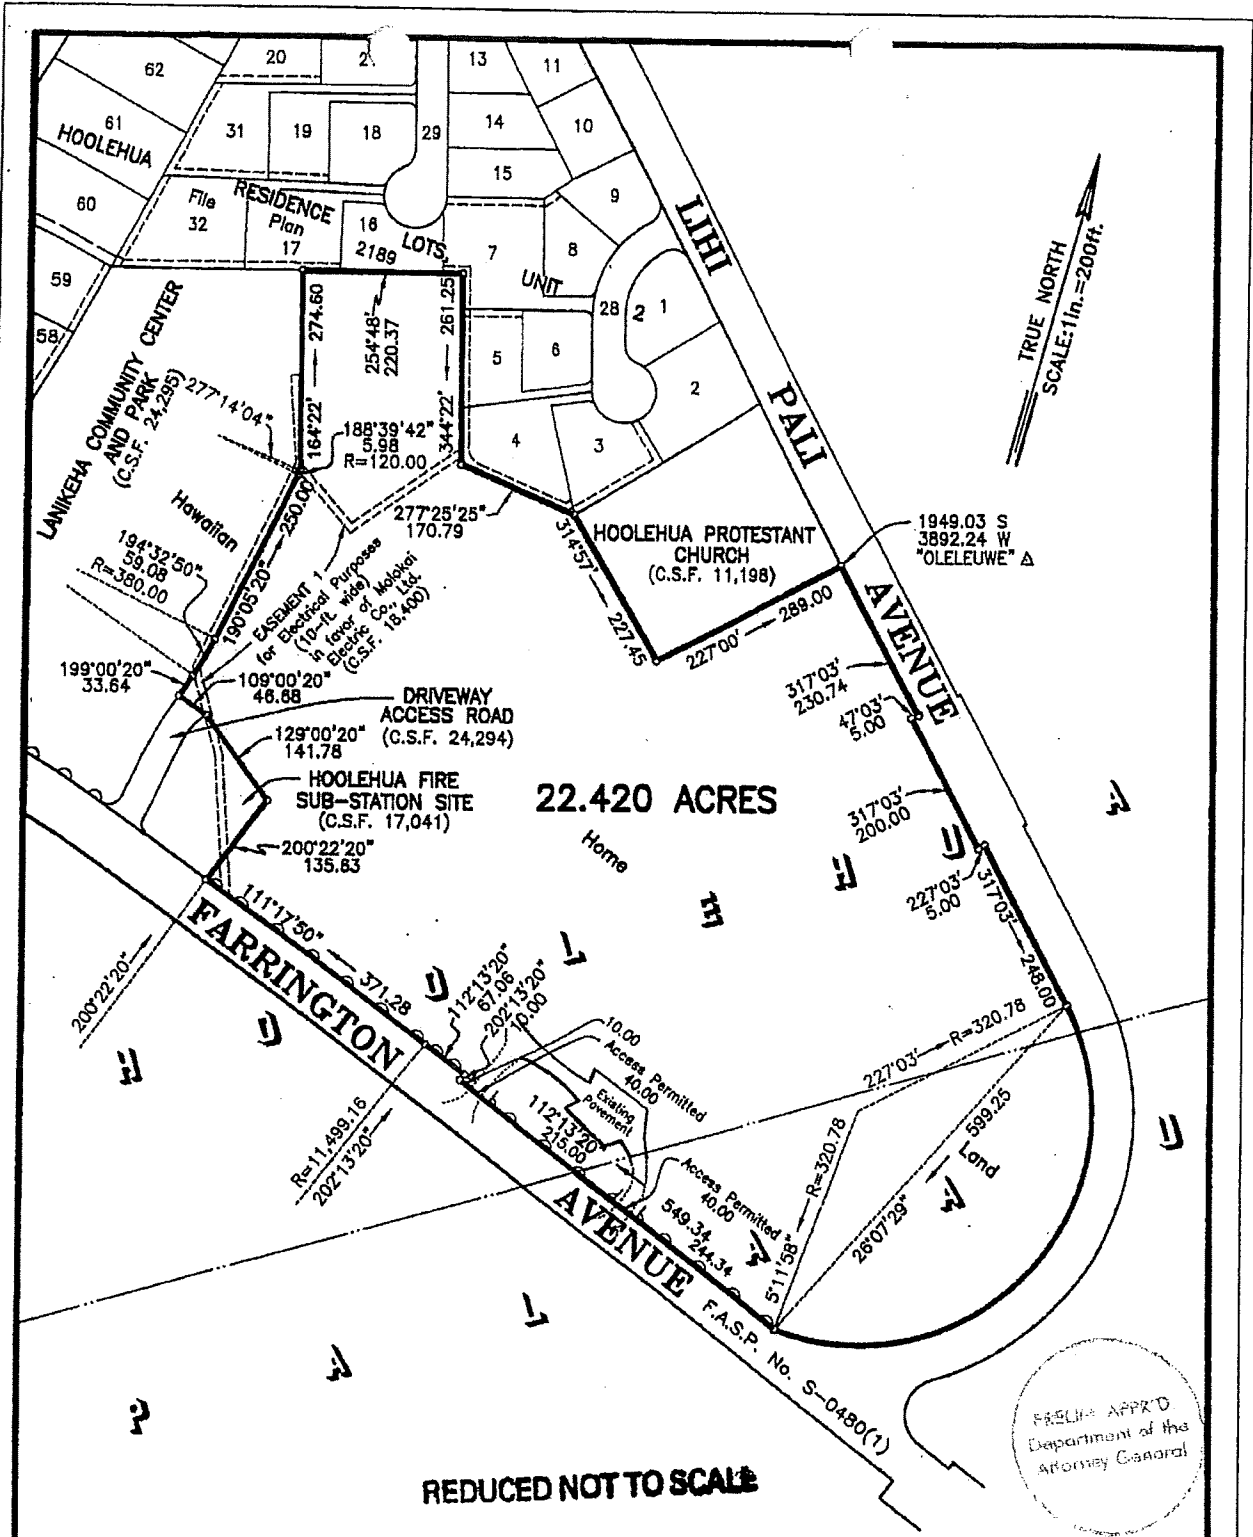 62
20
13
11
61
31
19
18
29
14
10
HOOLEHUA
15
60
File
32
RESIDENCE
Plan
17
16
2189
LOTS,
7
8
9
UNIT
59
58
28
2
1
5
6
2
4
3
LIHI
PALI
AVENUE
TRUE NORTH
SCALE:1in.=200ft.
LANIKEHA COMMUNITY CENTER
AND PARK
(C.S.F. 24,295)
277°14'04"
164°22'
274.60
254°48'
220.37
344°22'
261.25
188°39'42"
5.98
R=120.00
Hawaiian
190°05'20"
250.00
194°32'50"
59.08
R=380.00
277°25'25"
170.79
314°57'
227.45
HOOLEHUA PROTESTANT
CHURCH
(C.S.F. 11,198)
1949.03 S
3892.24 W
"OLELEUWE" Δ
227°00'
289.00
EASEMENT 1
for Electrical Purposes
(10-ft. wide)
in favor of Molokai
Electric Co., Ltd.
(C.S.F. 18,400)
199°00'20"
33.64
109°00'20"
46.68
DRIVEWAY
ACCESS ROAD
(C.S.F. 24,294)
129°00'20"
141.78
HOOLEHUA FIRE
SUB-STATION SITE
(C.S.F. 17,041)
200°22'20"
135.83
317°03'
230.74
47°03'
5.00
22.420 ACRES
317°03'
200.00
Home
227°03'
5.00
317°03'
248.00
FARRINGTON
AVENUE
111°17'50"
371.28
200°22'20"
112°13'20"
67.06
202°13'20"
10.00
10.00
Access Permitted
40.00
Existing
Pavement
112°13'20"
215.00
R=11,499.16
202°13'20"
Access Permitted
40.00
549.34
244.34
227°03'
R=320.78
R=320.78
5°11'58"
599.25
26°07'29"
Land
F.A.S.P. No. S-0480(1)
PALAAU
HOOLEHUA
PRELIM. APPR'D.
Department of the
Attorney General
REDUCED NOT TO SCALE